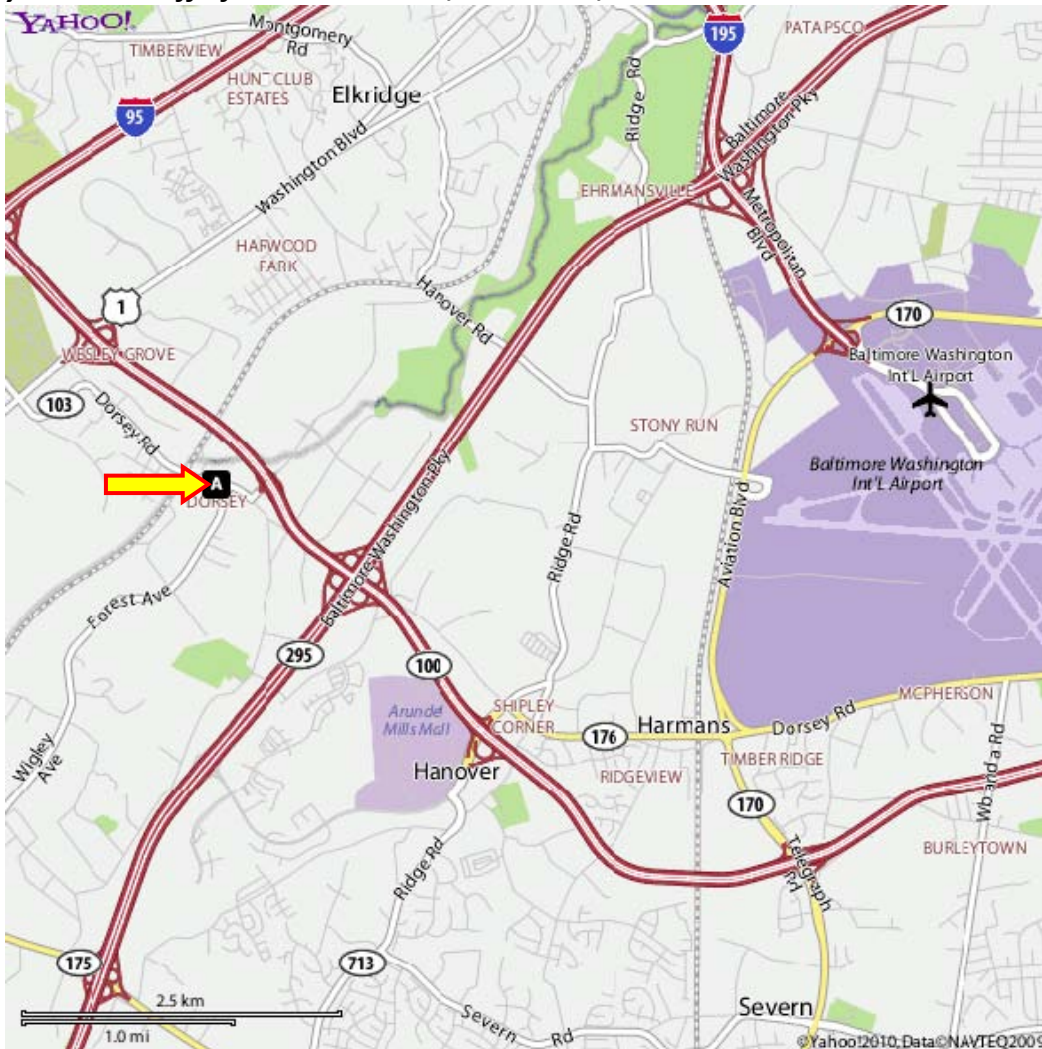 YAHOO!
Montgomery
Rd
TIMBERVIEW
HUNT CLUB
ESTATES
Elkridge
95
Washington Blvd
195
PATAPSCO
Ridge Rd
Baltimore
Washington Pky
EHRMANSVILLE
Metropolitan
Blvd
HAFWOOD
FARK
Hanover Rd
1
WESLEY GROVE
170
Baltimore Washington
Int L Airport
103
Dorsey Rd
STONY RUN
Baltimore Washington
Int'L Airport
A
DORSEY
Baltimore-Washington Pky
Aviation Blvd
Ridge Rd
Forest Ave
295
100
MCPHERSON
SHIPLEY
CORNER
Arunde
Mills Mall
176
Harmans
Dorsey Rd
Wigley
Ave
Hanover
RIDGEVIEW
TIMBER RIDGE
Wb and a Rd
170
Telegraph
Rd
BURLEYTOWN
Ridge Rd
175
713
2.5 km
1.0 mi
Severn Rd
Severn
©Yahoo!2010,Data©NAVTEQ2009